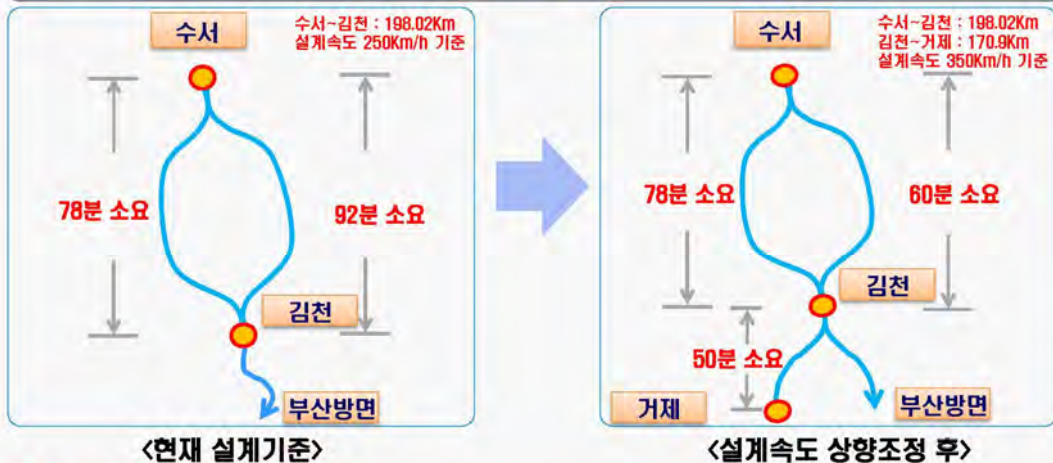 수서
수서~김천 : 198.02Km
설계속도 250Km/h 기준
78분 소요
92분 소요
김천
부산방면
<현재 설계기준>
수서
수서~김천 : 198.02Km
김천~거제 : 170.9Km
설계속도 350Km/h 기준
78분 소요
60분 소요
김천
50분 소요
거제
부산방면
<설계속도 상향조정 후>